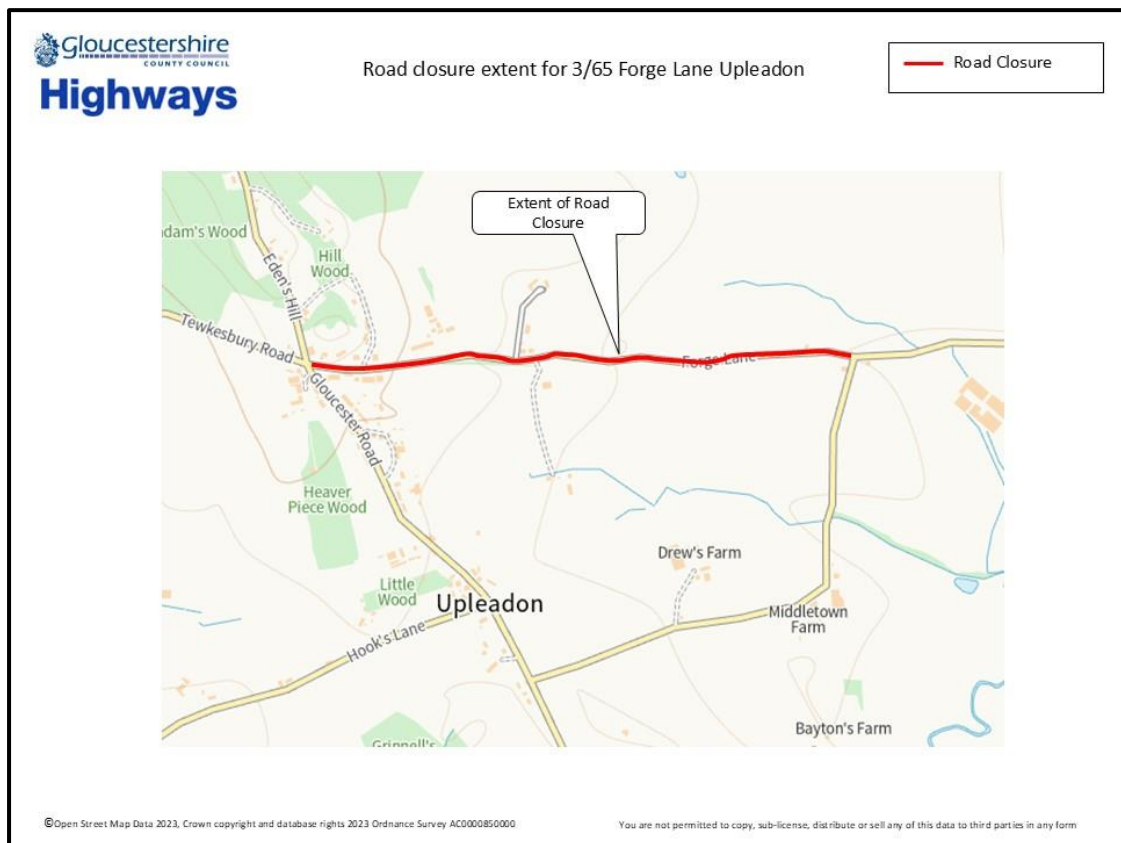 Gloucestershire
COUNTY COUNCIL
Highways
Road closure extent for 3/65 Forge Lane Upleadon
Road Closure
Extent of Road
Closure
dam's Wood
Hill
Wood
Eden's Hill
Tewkesbury Road
Forge Lane
Gloucester Road
Heaver
Piece Wood
Drew's Farm
Little
Wood
Upleadon
Middletown
Farm
Hook's Lane
Bayton's Farm
Grinnell's
©Open Street Map Data 2023, Crown copyright and database rights 2023 Ordnance Survey AC0000850000
You are not permitted to copy, sub-license, distribute or sell any of this data to third parties in any form